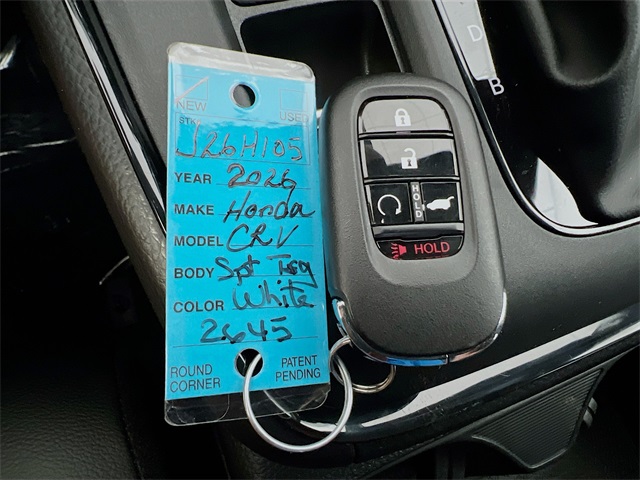 NEW USED
STK# J26H105
YEAR 2026
MAKE Honda
MODEL CRV
BODY Spt Trg
COLOR White
2645
ROUND CORNER
PATENT PENDING
HOLD
HOLD
D
B